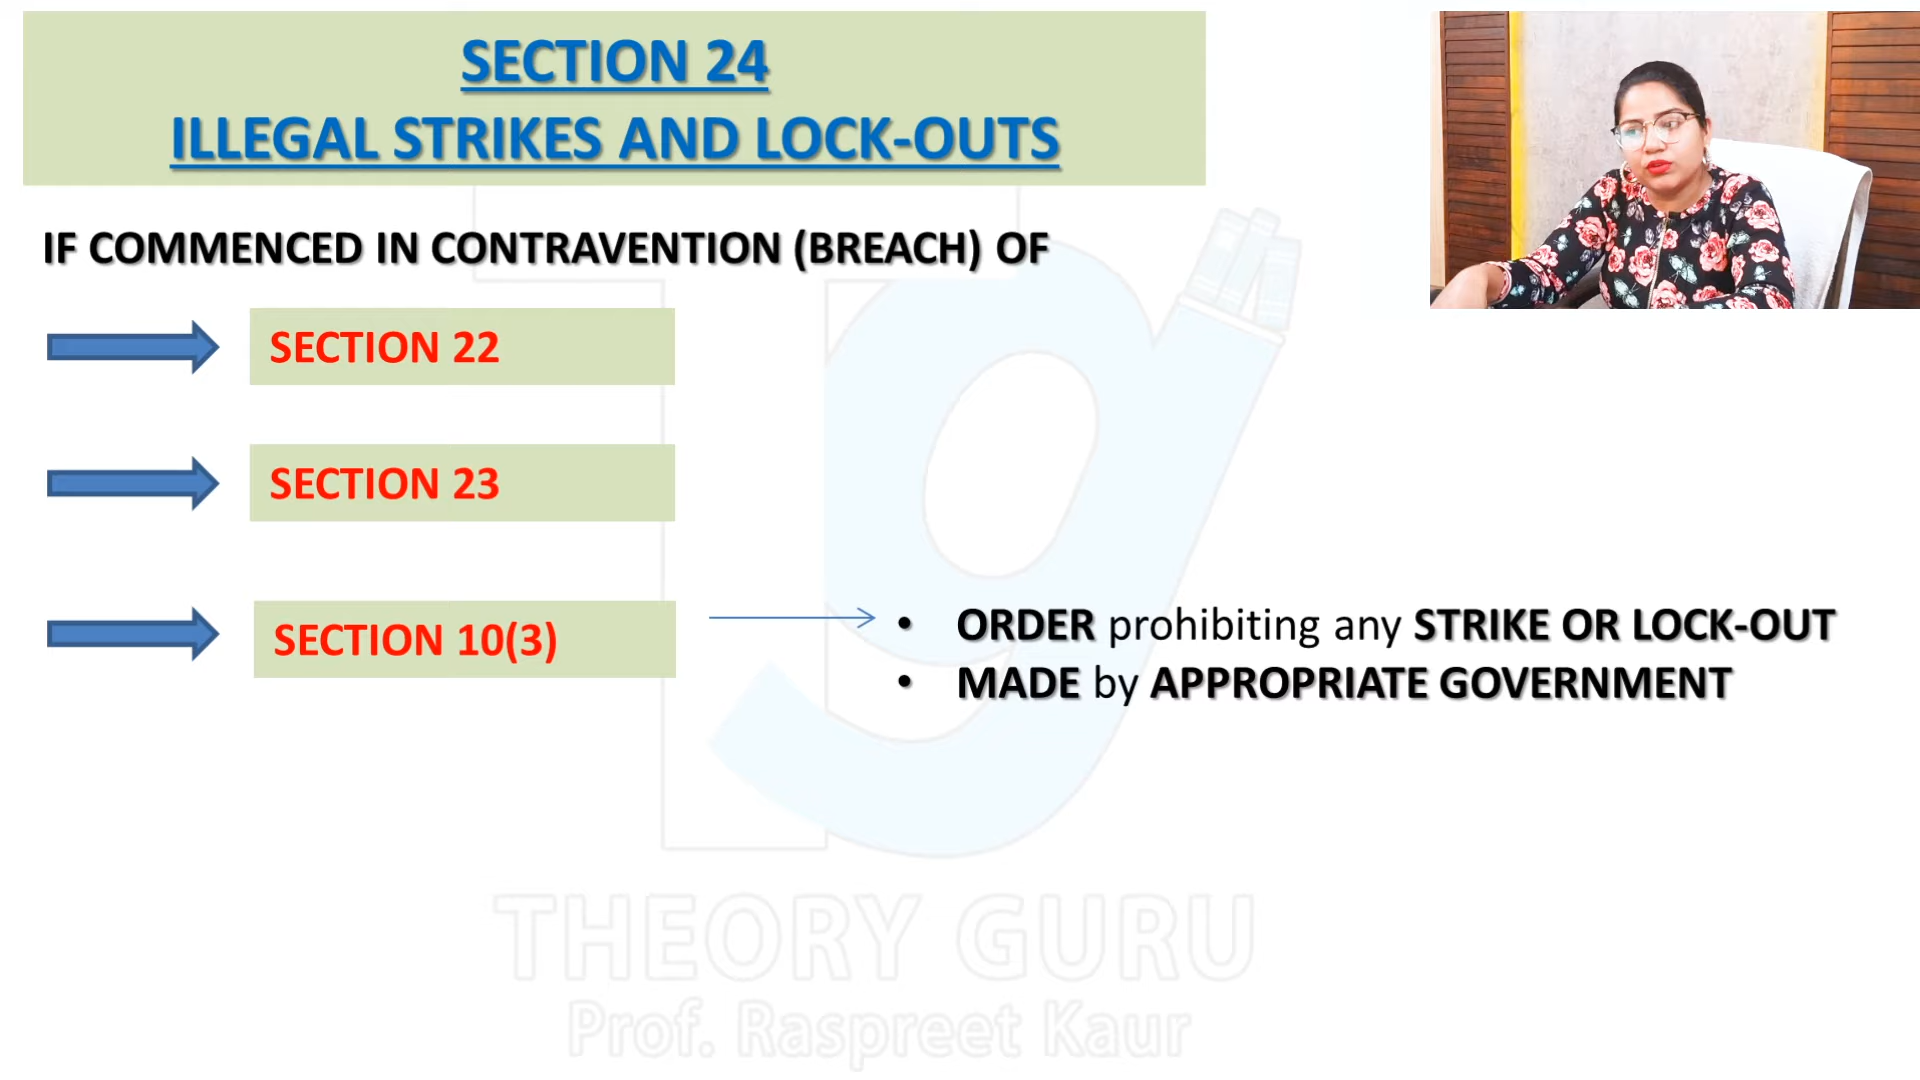 SECTION 24
ILLEGAL STRIKES AND LOCK-OUTS
IF COMMENCED IN CONTRAVENTION (BREACH) OF
SECTION 22
SECTION 23
SECTION 10(3)
• ORDER prohibiting any STRIKE OR LOCK-OUT
• MADE by APPROPRIATE GOVERNMENT
Tg
THEORY GURU
Prof. Raspreet Kaur